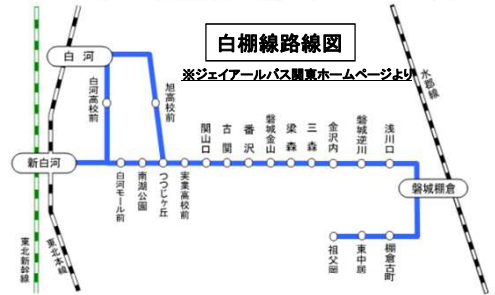 白棚線路線図
※ジェイアールバス関東ホームページより
白河
白河高校前
旭高校前
新白河
白河モール前
南湖公園
つつじヶ丘
実業高校前
関山口
古関
番沢
磐城金山
梁森
三森
金沢内
磐城逆川
浅川口
磐城棚倉
棚倉古町
東中居
祖父岡
水郡線
東北新幹線
東北本線